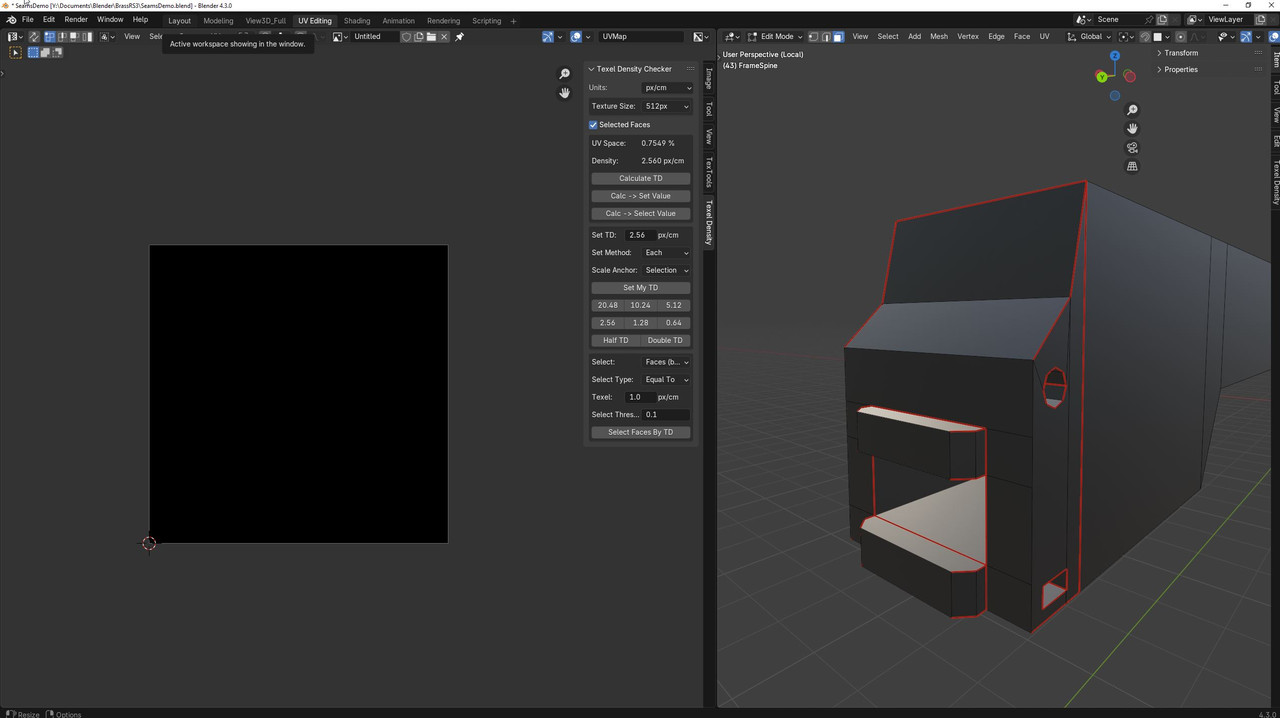 * SeamsDemo [Y:\Documents\Blender\BrassRS3\SeamsDemo.blend] - Blender 4.3.0
File Edit Render Window Help Layout Modeling View3D_Full UV Editing Shading Animation Rendering Scripting + Scene ViewLayer
View Untitled UVMap Edit Mode View Select Add Mesh Vertex Edge Face UV Global
Active workspace showing in the window.
User Perspective (Local)
(43) FrameSpine
Texel Density Checker
Units: px/cm
Texture Size: 512px
Selected Faces
UV Space: 0.7549 %
Density: 2.560 px/cm
Calculate TD
Calc -> Set Value
Calc -> Select Value
Set TD: 2.56 px/cm
Set Method: Each
Scale Anchor: Selection
Set My TD
20.48 10.24 5.12
2.56 1.28 0.64
Half TD Double TD
Select: Faces (b...
Select Type: Equal To
Texel: 1.0 px/cm
Select Thres... 0.1
Select Faces By TD
Image
Tool
View
TexTools
Texel Density
Z
Y
Transform
Properties
Item
Tool
View
Edit
Texel Density
Resize Options
4.3.0